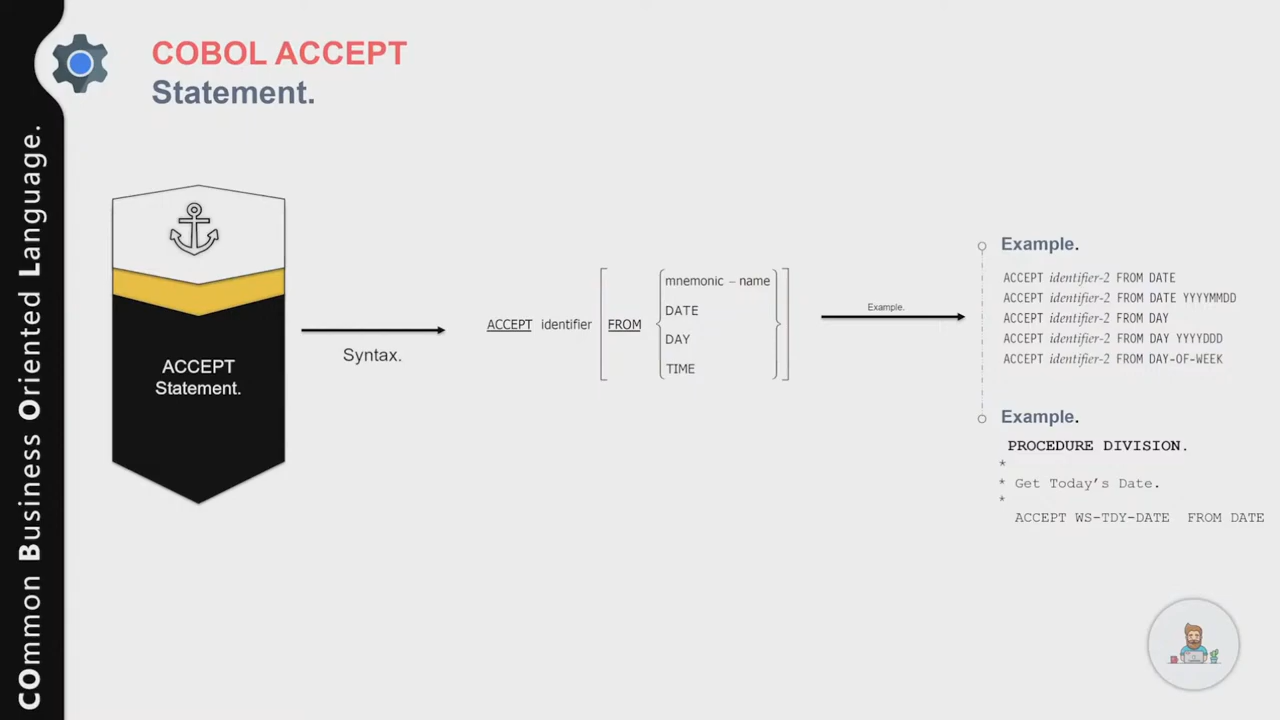 COmmon Business Oriented Language.
COBOL ACCEPT
Statement.
ACCEPT
Statement.
Syntax.
ACCEPT identifier FROM
mnemonic – name
DATE
DAY
TIME
Example.
Example.
ACCEPT identifier-2 FROM DATE
ACCEPT identifier-2 FROM DATE YYYYMMDD
ACCEPT identifier-2 FROM DAY
ACCEPT identifier-2 FROM DAY YYYYDDD
ACCEPT identifier-2 FROM DAY-OF-WEEK
Example.
PROCEDURE DIVISION.
*
* Get Today’s Date.
*
ACCEPT WS-TDY-DATE FROM DATE